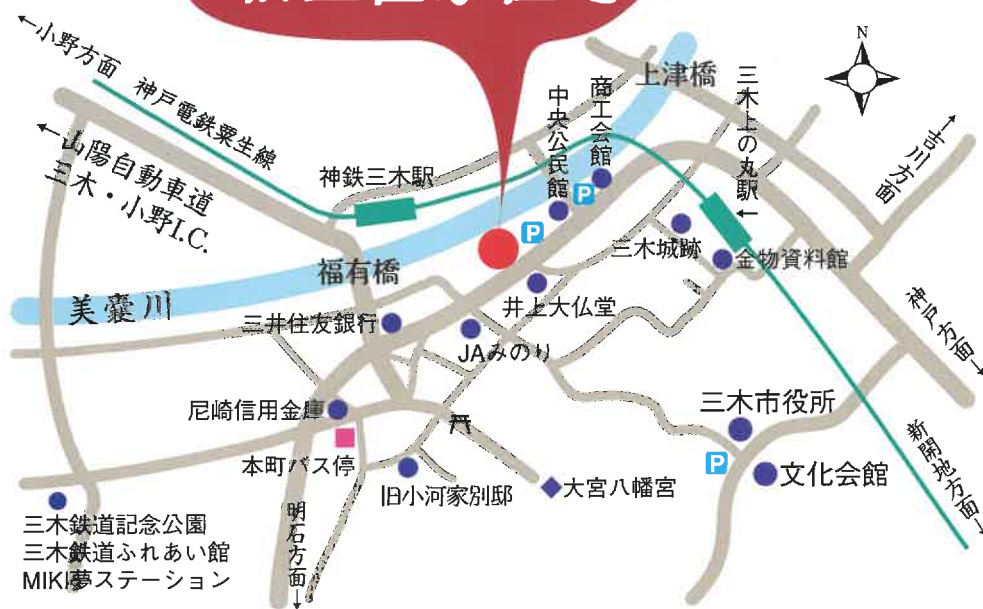 N
←小野方面
神戸電鉄粟生線
←山陽自動車道
三木・小野I.C.
神鉄三木駅
中央公民館
商工会館
上津橋
三木上の丸駅
←
吉川方面→
P
P
三木城跡
金物資料館
福有橋
美嚢川
井上大仏堂
三井住友銀行
JAみのり
神戸方面→
尼崎信用金庫
三木市役所
本町バス停
旧小河家別邸
大宮八幡宮
P
文化会館
新開地方面→
明石方面→
三木鉄道記念公園
三木鉄道ふれあい館
MIKI夢ステーション